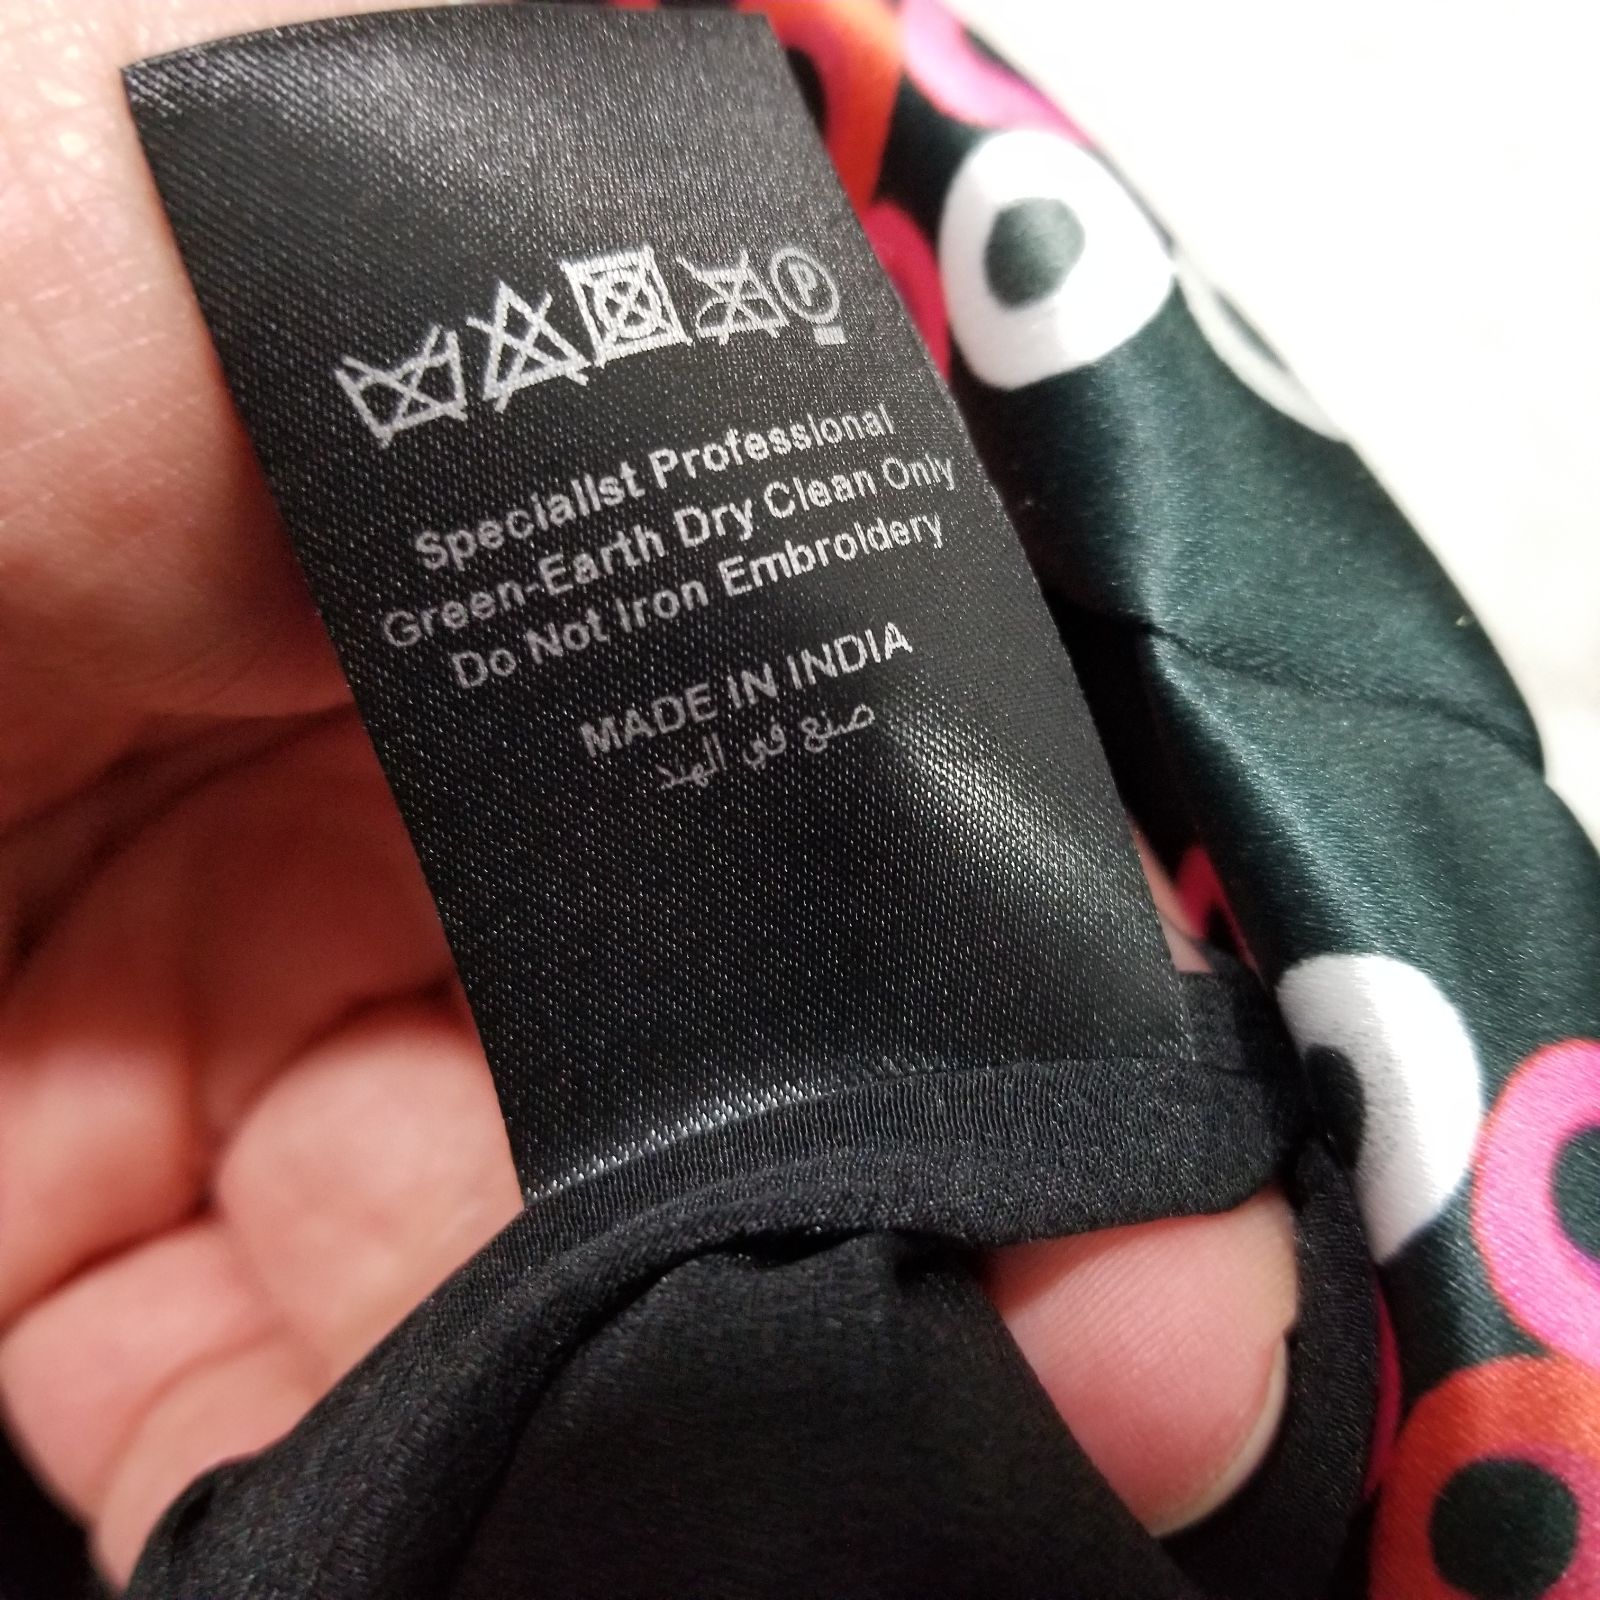 P
Specialist Professional
Green-Earth Dry Clean Only
Do Not Iron Embroidery
MADE IN INDIA
صنع في الهند